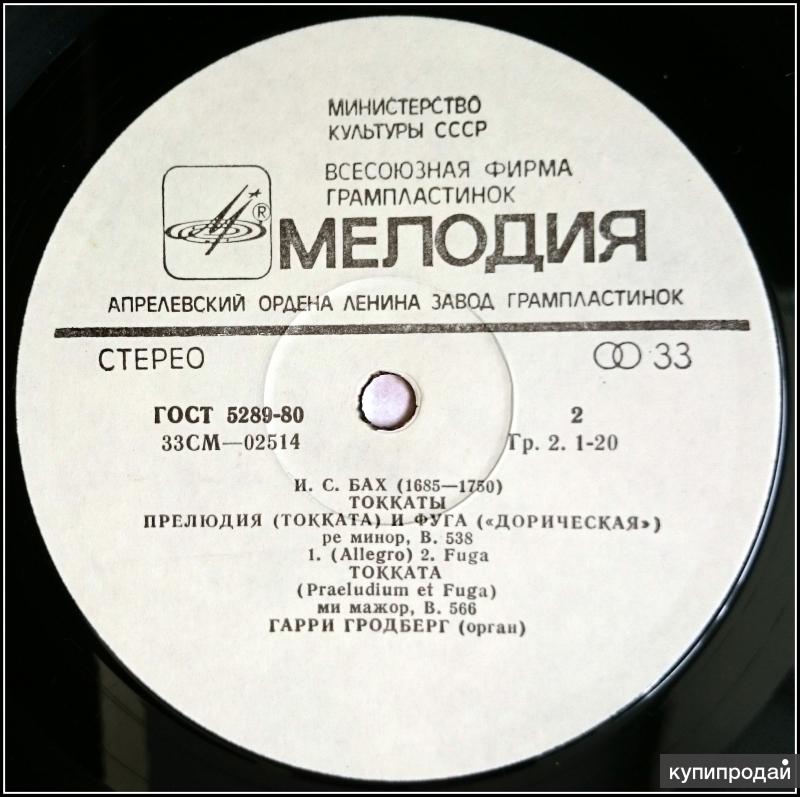 МИНИСТЕРСТВО
КУЛЬТУРЫ СССР
ВСЕСОЮЗНАЯ ФИРМА
ГРАМПЛАСТИНОК
®
МЕЛОДИЯ
АПРЕЛЕВСКИЙ ОРДЕНА ЛЕНИНА ЗАВОД ГРАМПЛАСТИНОК
СТЕРЕО 33
ГОСТ 5289-80 2
33СМ—02514 Гр. 2. 1-20
И. С. БАХ (1685—1750)
ТОККАТЫ
ПРЕЛЮДИЯ (ТОККАТА) И ФУГА («ДОРИЧЕСКАЯ»)
ре минор, В. 538
1. (Allegro) 2. Fuga
ТОККАТА
(Praeludium et Fuga)
ми мажор, В. 566
ГАРРИ ГРОДБЕРГ (орган)
купипродай